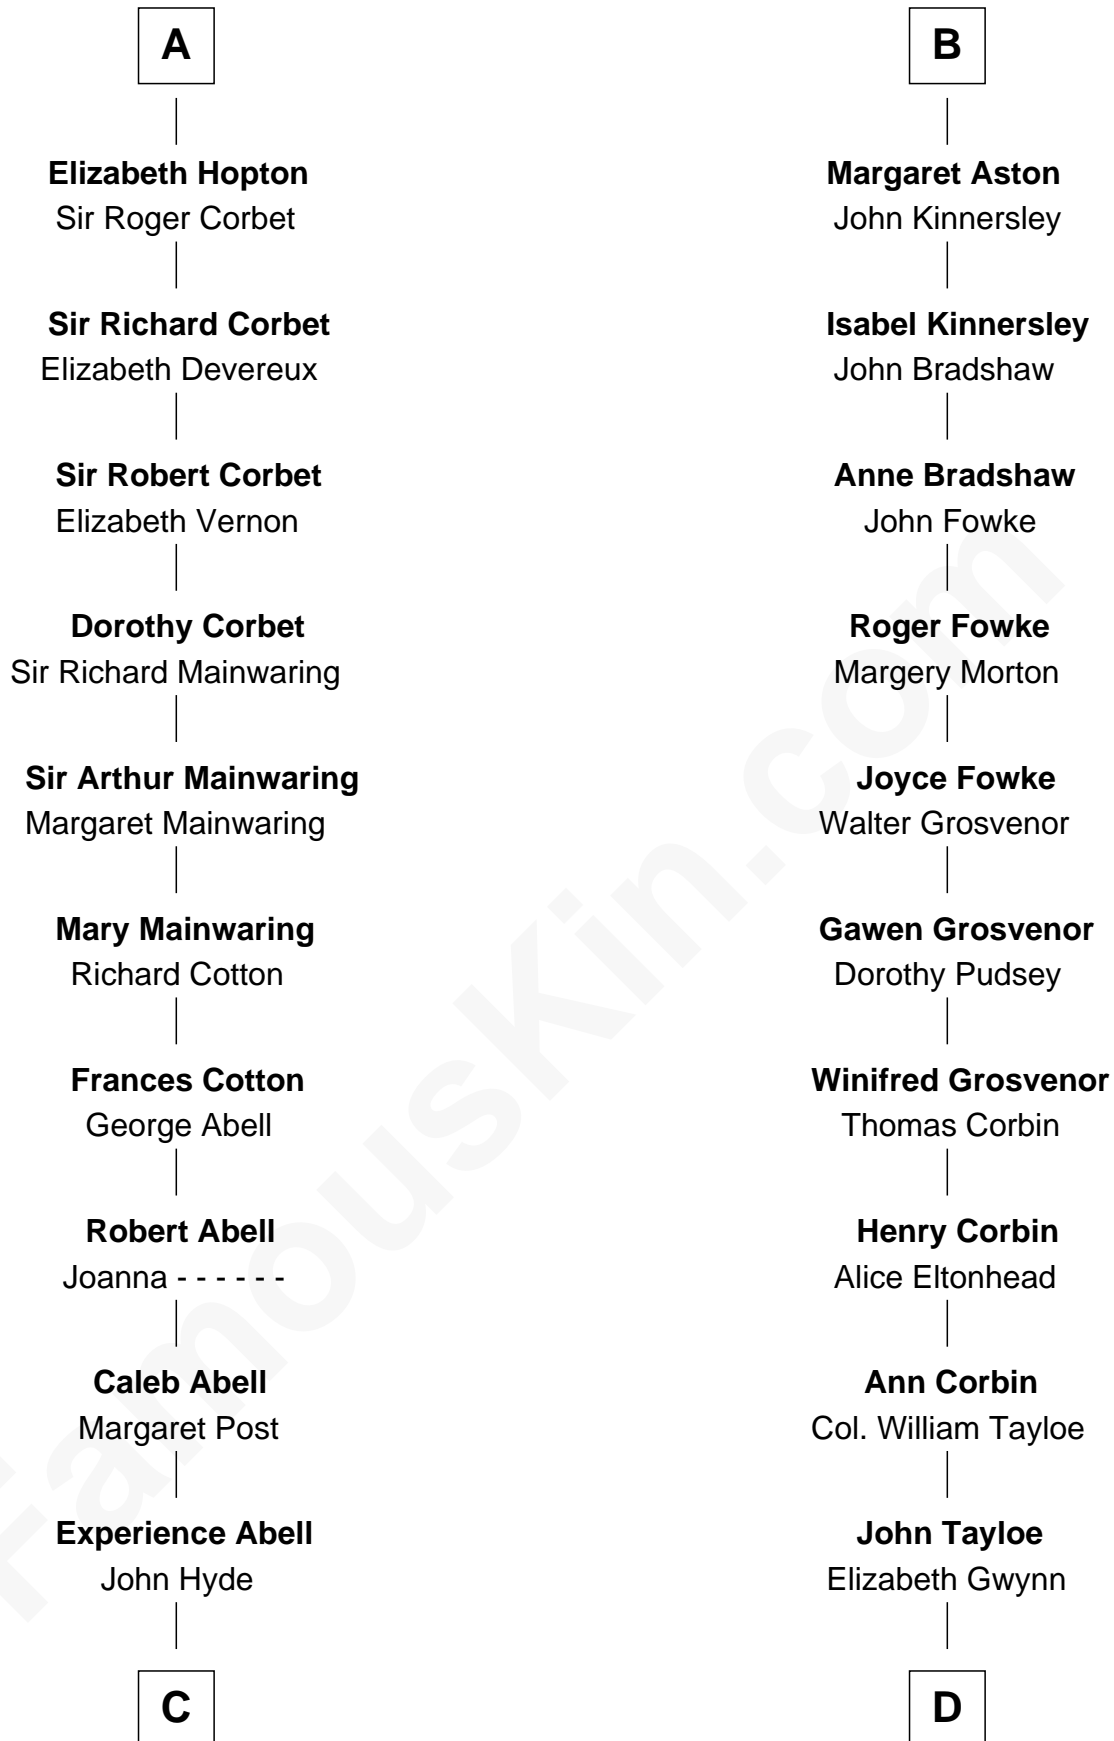 A
Elizabeth Hopton
Sir Roger Corbet
Sir Richard Corbet
Elizabeth Devereux
Sir Robert Corbet
Elizabeth Vernon
Dorothy Corbet
Sir Richard Mainwaring
Sir Arthur Mainwaring
Margaret Mainwaring
Mary Mainwaring
Richard Cotton
Frances Cotton
George Abell
Robert Abell
Joanna - - - - - -
Caleb Abell
Margaret Post
Experience Abell
John Hyde
C
B
Margaret Aston
John Kinnersley
Isabel Kinnersley
John Bradshaw
Anne Bradshaw
John Fowke
Roger Fowke
Margery Morton
Joyce Fowke
Walter Grosvenor
Gawen Grosvenor
Dorothy Pudsey
Winifred Grosvenor
Thomas Corbin
Henry Corbin
Alice Eltonhead
Ann Corbin
Col. William Tayloe
John Tayloe
Elizabeth Gwynn
D
FamousKin.com